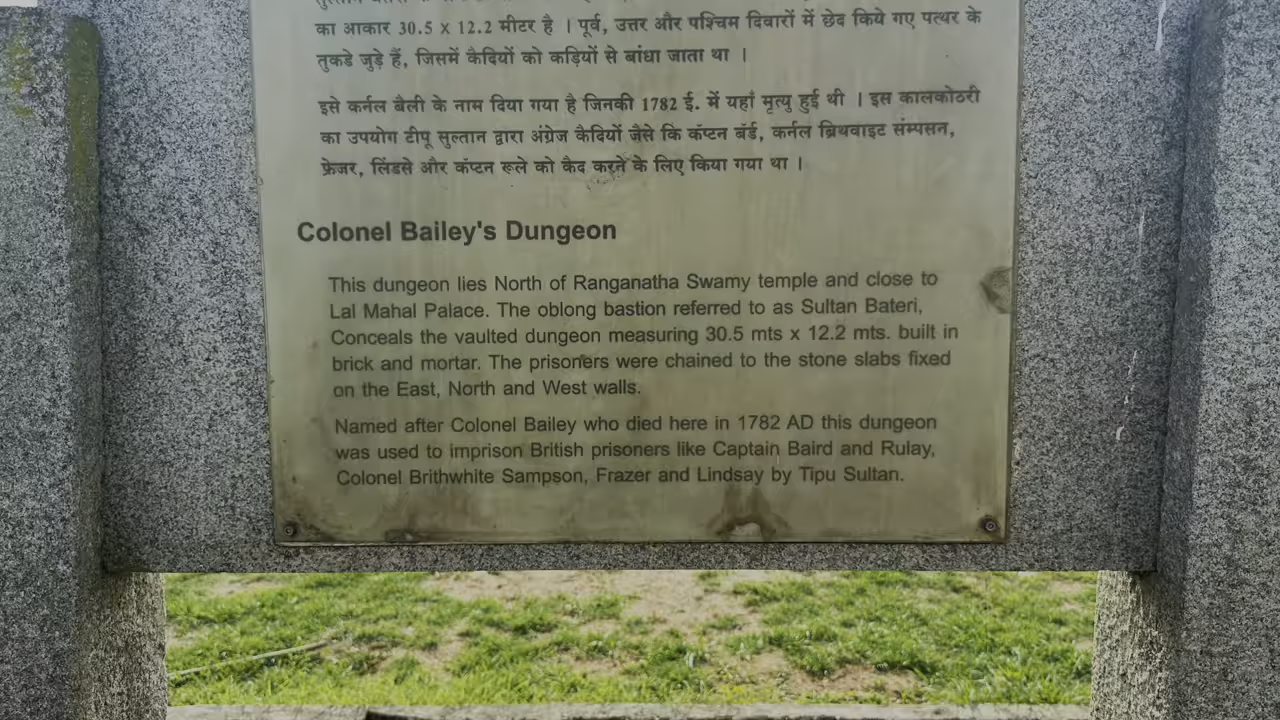 का आकार 30.5 x 12.2 मीटर है । पूर्व, उत्तर और पश्चिम दिवारों में छेद किये गए पत्थर के
तुकडे जुडे हैं, जिसमें कैदियों को कड़ियों से बांधा जाता था ।
इसे कर्नल बैली के नाम दिया गया है जिनकी 1782 ई. में यहाँ मृत्यु हुई थी । इस कालकोठरी
का उपयोग टीपू सुल्तान द्वारा अंग्रेज कैदियों जैसे कि कॅप्टन बॅर्ड, कर्नल ब्रिथवाइट संम्पसन,
फ्रेजर, लिंडसे और कॅप्टन रूले को कैद करने के लिए किया गया था ।
Colonel Bailey's Dungeon
This dungeon lies North of Ranganatha Swamy temple and close to
Lal Mahal Palace. The oblong bastion referred to as Sultan Bateri,
Conceals the vaulted dungeon measuring 30.5 mts x 12.2 mts. built in
brick and mortar. The prisoners were chained to the stone slabs fixed
on the East, North and West walls.
Named after Colonel Bailey who died here in 1782 AD this dungeon
was used to imprison British prisoners like Captain Baird and Rulay,
Colonel Brithwhite Sampson, Frazer and Lindsay by Tipu Sultan.